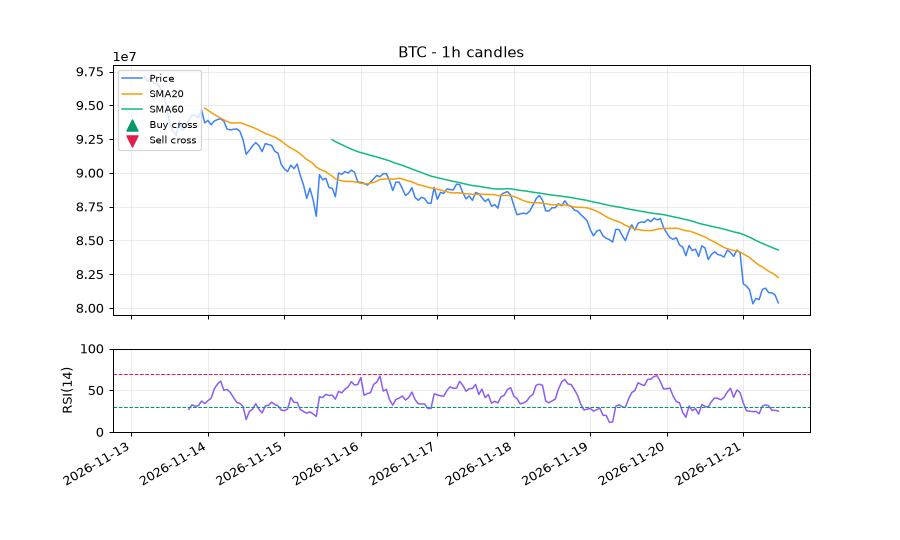 BTC - 1h candles
1e7
9.75
9.50
9.25
9.00
8.75
8.50
8.25
8.00
Price
SMA20
SMA60
Buy cross
Sell cross
RSI(14)
100
50
0
2026-11-13
2026-11-14
2026-11-15
2026-11-16
2026-11-17
2026-11-18
2026-11-19
2026-11-20
2026-11-21